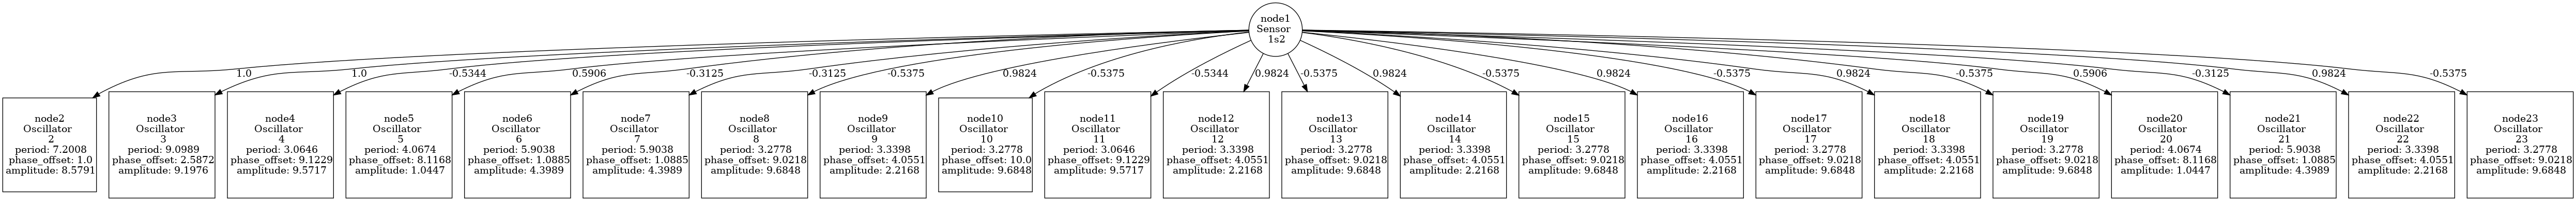 node1
Sensor
1s2
1.0
1.0
-0.5344
0.5906
-0.3125
-0.3125
-0.5375
0.9824
-0.5375
-0.5344
0.9824
-0.5375
0.9824
-0.5375
0.9824
-0.5375
0.9824
-0.5375
0.5906
-0.3125
0.9824
-0.5375
node2
Oscillator
2
period: 7.2008
phase_offset: 1.0
amplitude: 8.5791
node3
Oscillator
3
period: 9.0989
phase_offset: 2.5872
amplitude: 9.1976
node4
Oscillator
4
period: 3.0646
phase_offset: 9.1229
amplitude: 9.5717
node5
Oscillator
5
period: 4.0674
phase_offset: 8.1168
amplitude: 1.0447
node6
Oscillator
6
period: 5.9038
phase_offset: 1.0885
amplitude: 4.3989
node7
Oscillator
7
period: 5.9038
phase_offset: 1.0885
amplitude: 4.3989
node8
Oscillator
8
period: 3.2778
phase_offset: 9.0218
amplitude: 9.6848
node9
Oscillator
9
period: 3.3398
phase_offset: 4.0551
amplitude: 2.2168
node10
Oscillator
10
period: 3.2778
phase_offset: 10.0
amplitude: 9.6848
node11
Oscillator
11
period: 3.0646
phase_offset: 9.1229
amplitude: 9.5717
node12
Oscillator
12
period: 3.3398
phase_offset: 4.0551
amplitude: 2.2168
node13
Oscillator
13
period: 3.2778
phase_offset: 9.0218
amplitude: 9.6848
node14
Oscillator
14
period: 3.3398
phase_offset: 4.0551
amplitude: 2.2168
node15
Oscillator
15
period: 3.2778
phase_offset: 9.0218
amplitude: 9.6848
node16
Oscillator
16
period: 3.3398
phase_offset: 4.0551
amplitude: 2.2168
node17
Oscillator
17
period: 3.2778
phase_offset: 9.0218
amplitude: 9.6848
node18
Oscillator
18
period: 3.3398
phase_offset: 4.0551
amplitude: 2.2168
node19
Oscillator
19
period: 3.2778
phase_offset: 9.0218
amplitude: 9.6848
node20
Oscillator
20
period: 4.0674
phase_offset: 8.1168
amplitude: 1.0447
node21
Oscillator
21
period: 5.9038
phase_offset: 1.0885
amplitude: 4.3989
node22
Oscillator
22
period: 3.3398
phase_offset: 4.0551
amplitude: 2.2168
node23
Oscillator
23
period: 3.2778
phase_offset: 9.0218
amplitude: 9.6848